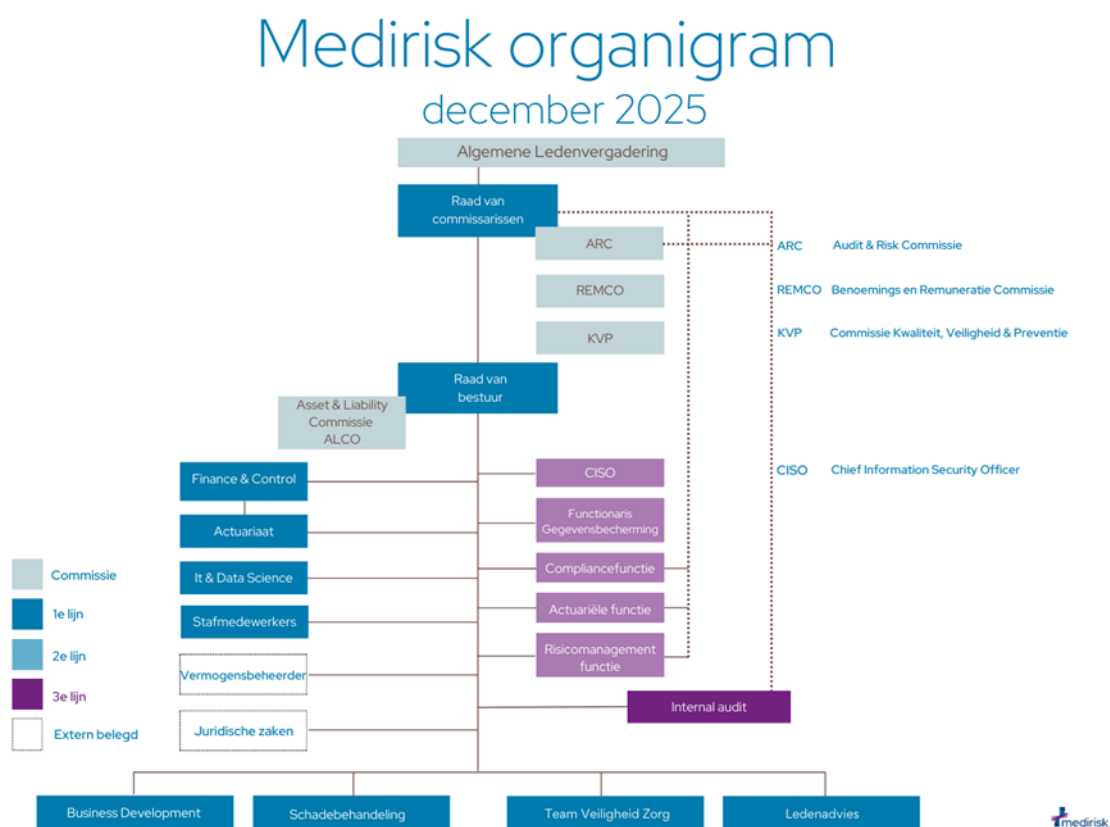 Medirisk organigram
december 2025
Algemene Ledenvergadering
Raad van
commissarissen
ARC
ARC Audit & Risk Commissie
REMCO
REMCO Benoemings en Remuneratie Commissie
KVP
KVP Commissie Kwaliteit, Veiligheid & Preventie
Raad van
bestuur
Asset & Liability
Commissie
ALCO
Finance & Control
CISO
CISO Chief Information Security Officer
Actuariaat
Functionaris
Gegevensbecherming
It & Data Science
Compliancefunctie
Stafmedewerkers
Actuariële functie
Vermogensbeheerder
Risicomanagement
functie
Juridische zaken
Internal audit
Commissie
1e lijn
2e lijn
3e lijn
Extern belegd
Business Development
Schadebehandeling
Team Veiligheid Zorg
Ledenadvies
medirisk